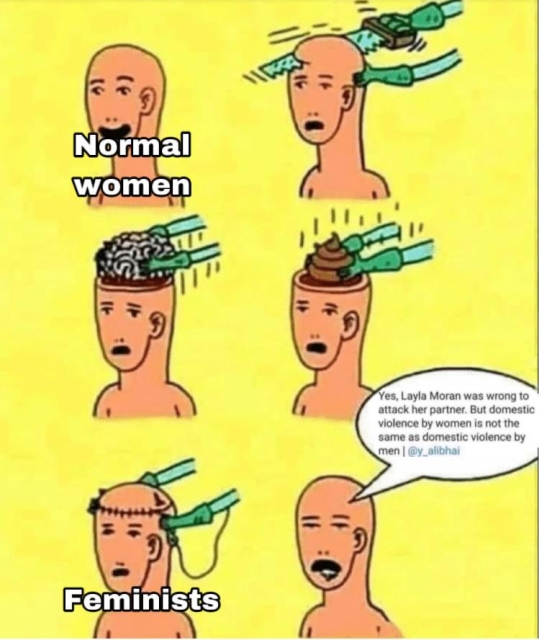 Normal
women
Yes, Layla Moran was wrong to
attack her partner. But domestic
violence by women is not the
same as domestic violence by
men | @y_alibhai
Feminists